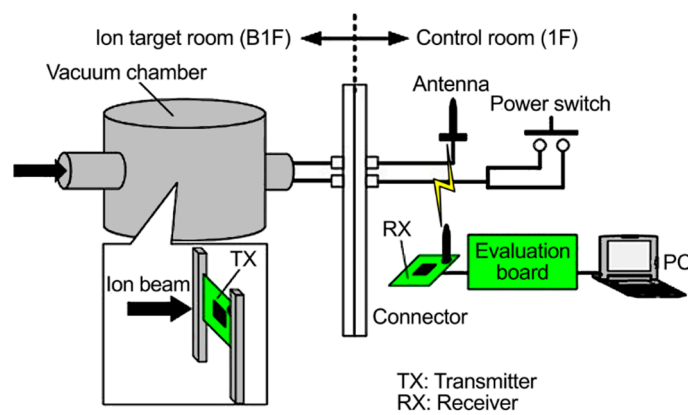 Ion target room (B1F)
Control room (1F)
Vacuum chamber
Antenna
Power switch
RX
Evaluation
board
PC
TX
Ion beam
Connector
TX: Transmitter
RX: Receiver